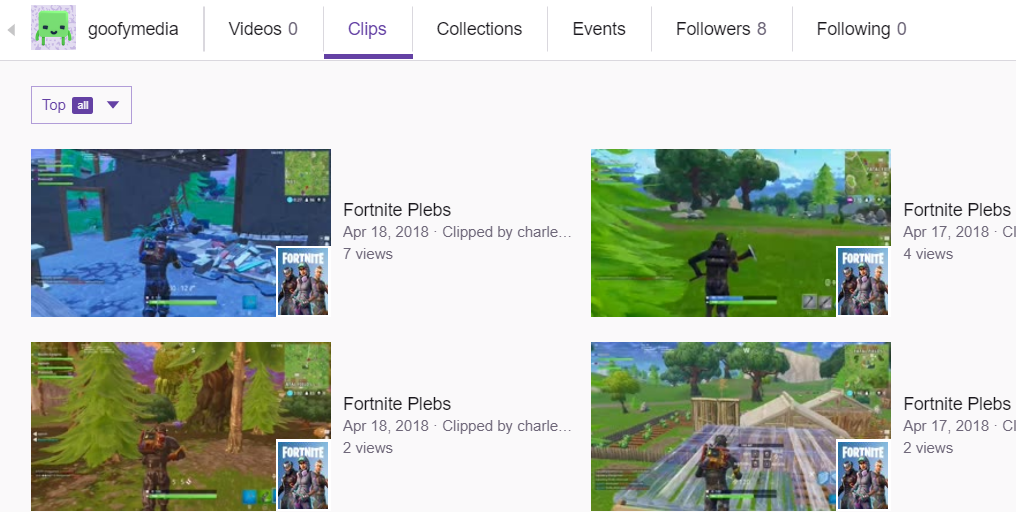 goofymedia
Videos 0
Clips
Collections
Events
Followers 8
Following 0
Top all
Fortnite Plebs
Apr 18, 2018 · Clipped by charle...
7 views
FORTNITE
Fortnite Plebs
Apr 17, 2018 · Cl
4 views
FORTNITE
Fortnite Plebs
Apr 18, 2018 · Clipped by charle...
2 views
FORTNITE
Fortnite Plebs
Apr 17, 2018 · Cl
2 views
FORTNITE